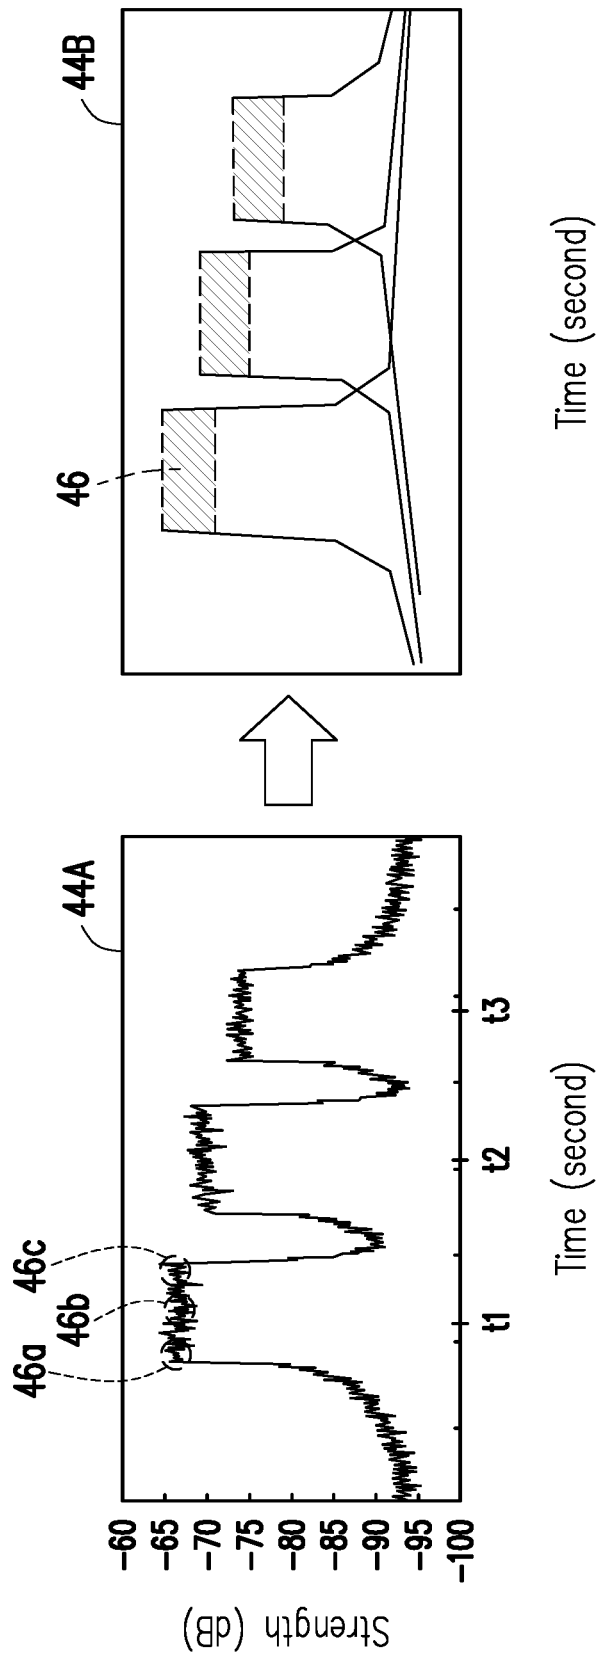 44A
46a
46b
46c
-60
-65
-70
-75
-80
-85
-90
-95
-100
Strength (dB)
t1
t2
t3
Time (second)
44B
46
Time (second)